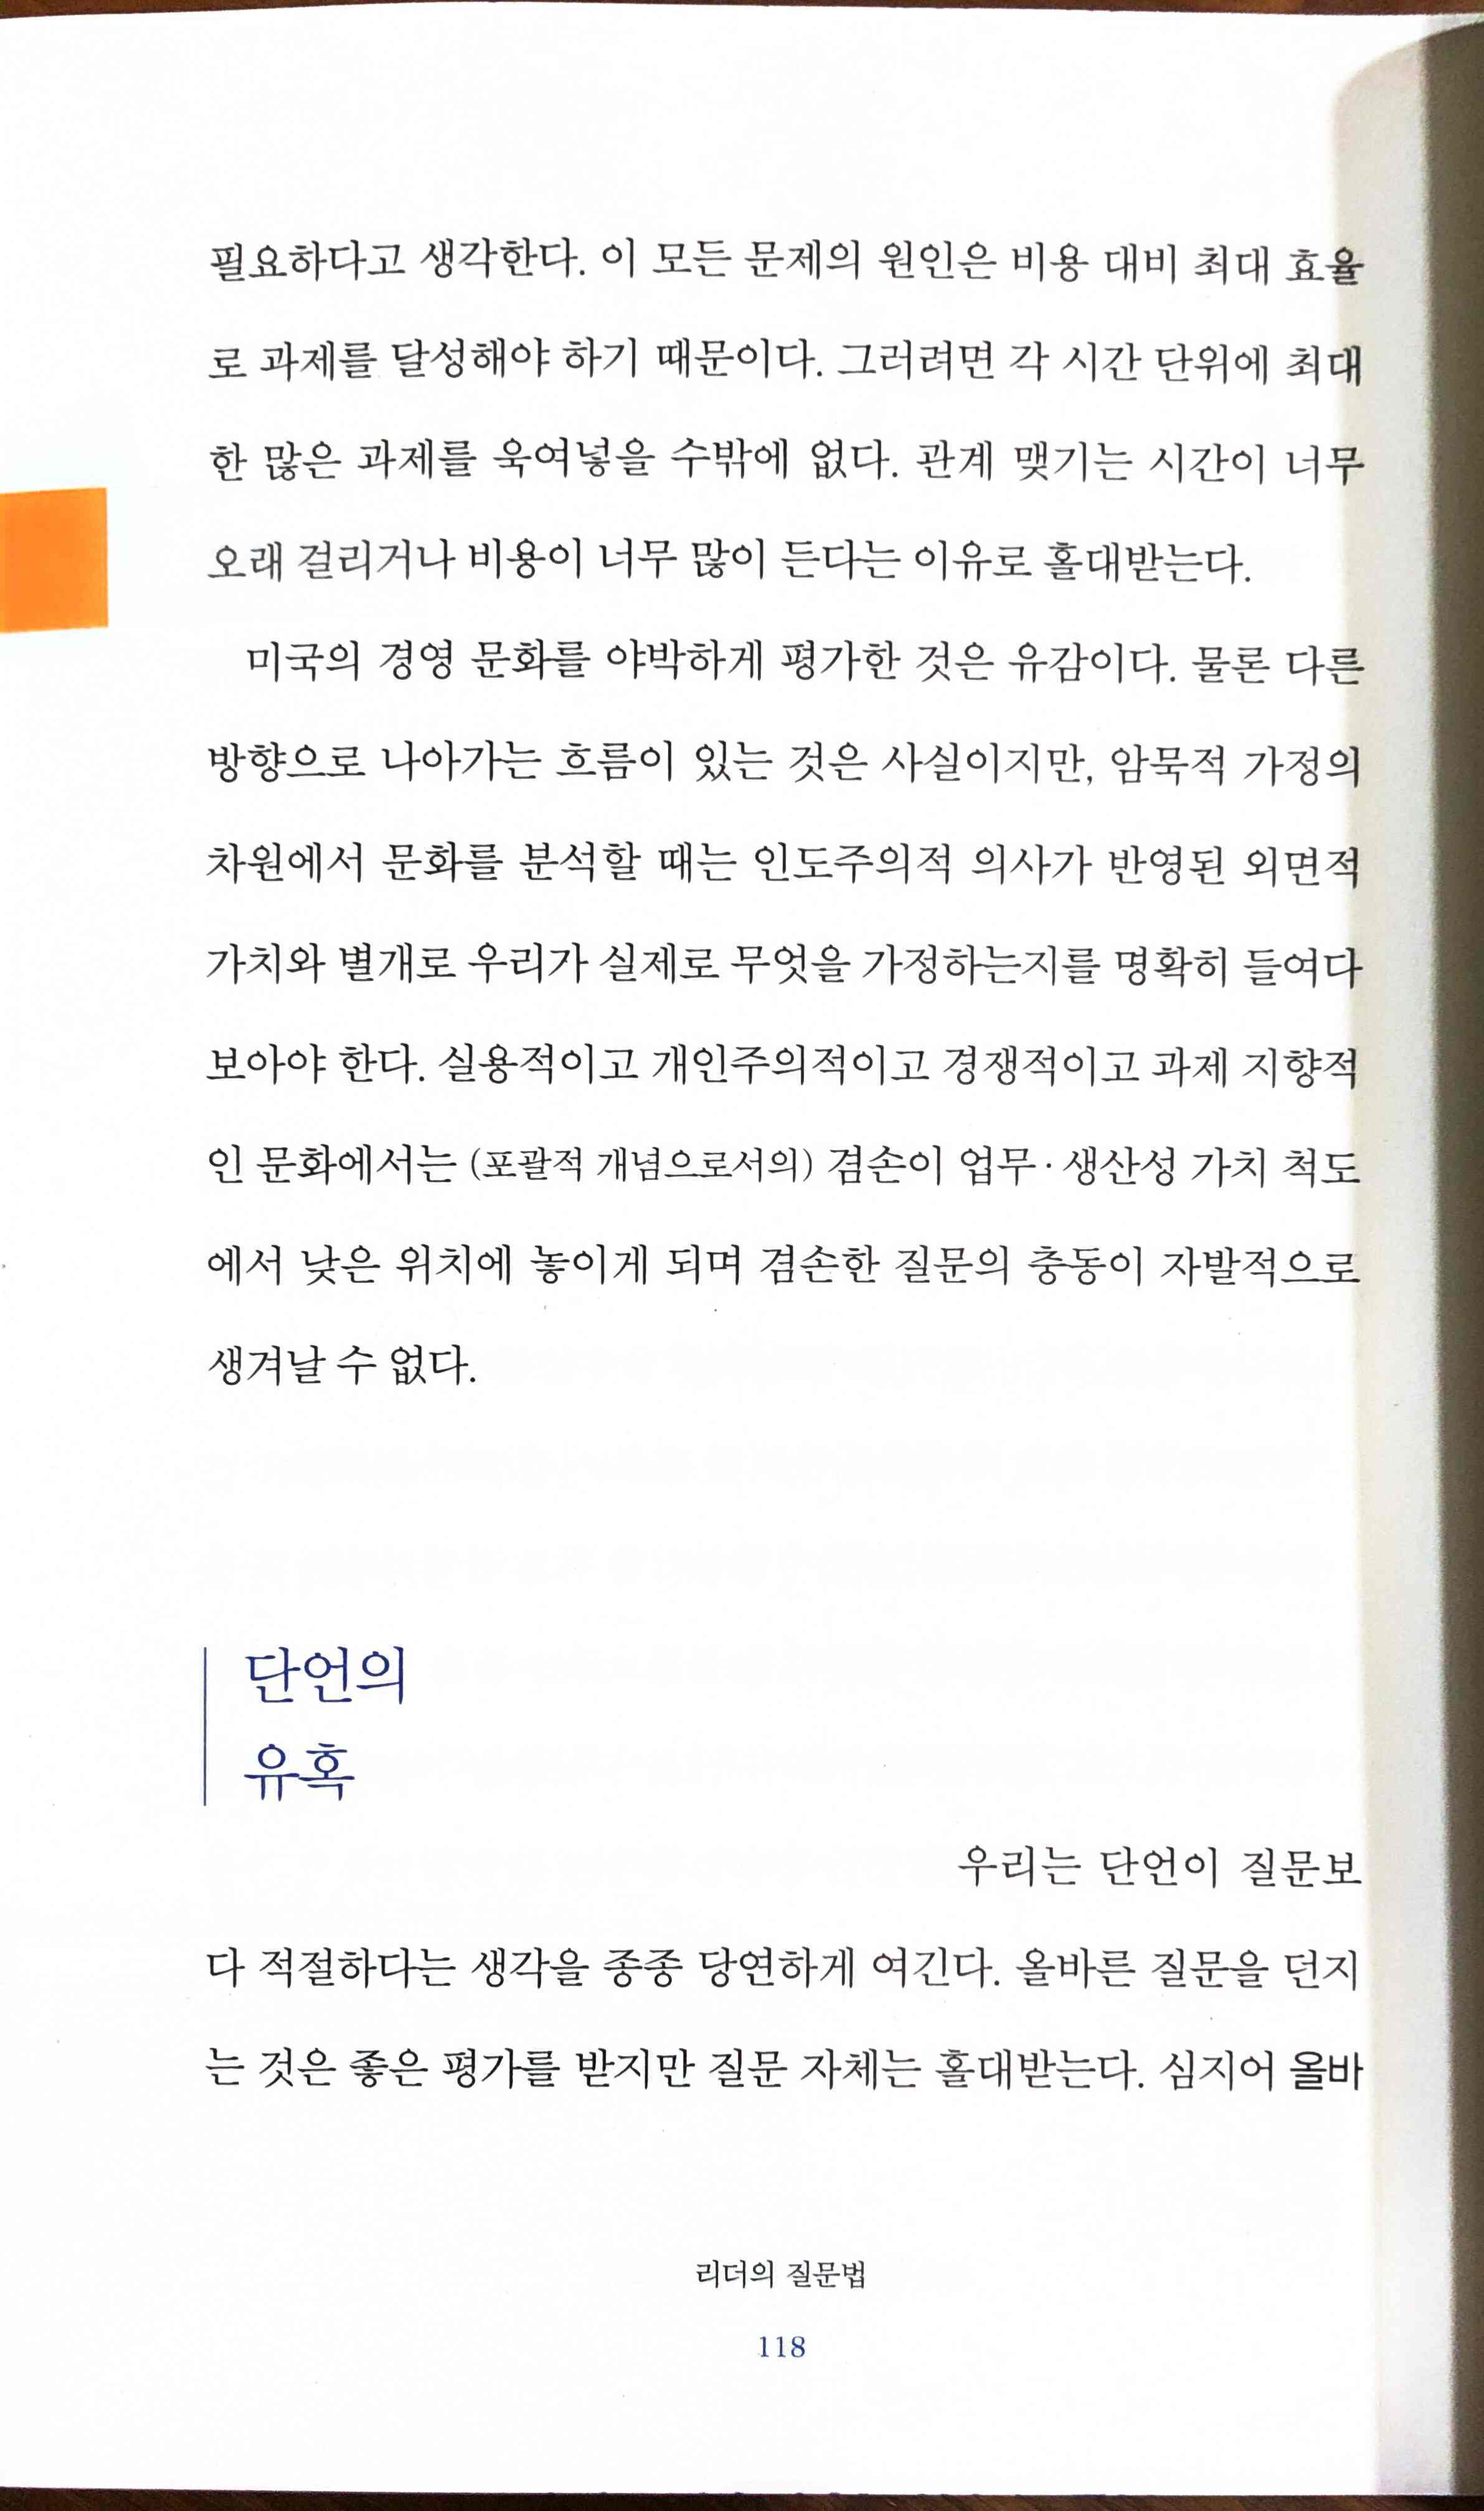 필요하다고 생각한다. 이 모든 문제의 원인은 비용 대비 최대 효율
로 과제를 달성해야 하기 때문이다. 그러려면 각 시간 단위에 최대
한 많은 과제를 욱여넣을 수밖에 없다. 관계 맺기는 시간이 너무
오래 걸리거나 비용이 너무 많이 든다는 이유로 홀대받는다.
미국의 경영 문화를 야박하게 평가한 것은 유감이다. 물론 다른
방향으로 나아가는 흐름이 있는 것은 사실이지만, 암묵적 가정의
차원에서 문화를 분석할 때는 인도주의적 의사가 반영된 외면적
가치와 별개로 우리가 실제로 무엇을 가정하는지를 명확히 들여다
보아야 한다. 실용적이고 개인주의적이고 경쟁적이고 과제 지향적
인 문화에서는 (포괄적 개념으로서의) 겸손이 업무·생산성 가치 척도
에서 낮은 위치에 놓이게 되며 겸손한 질문의 충동이 자발적으로
생겨날 수 없다.
단언의
유혹
우리는 단언이 질문보
다 적절하다는 생각을 종종 당연하게 여긴다. 올바른 질문을 던지
는 것은 좋은 평가를 받지만 질문 자체는 홀대받는다. 심지어 올바
리더의 질문법
118